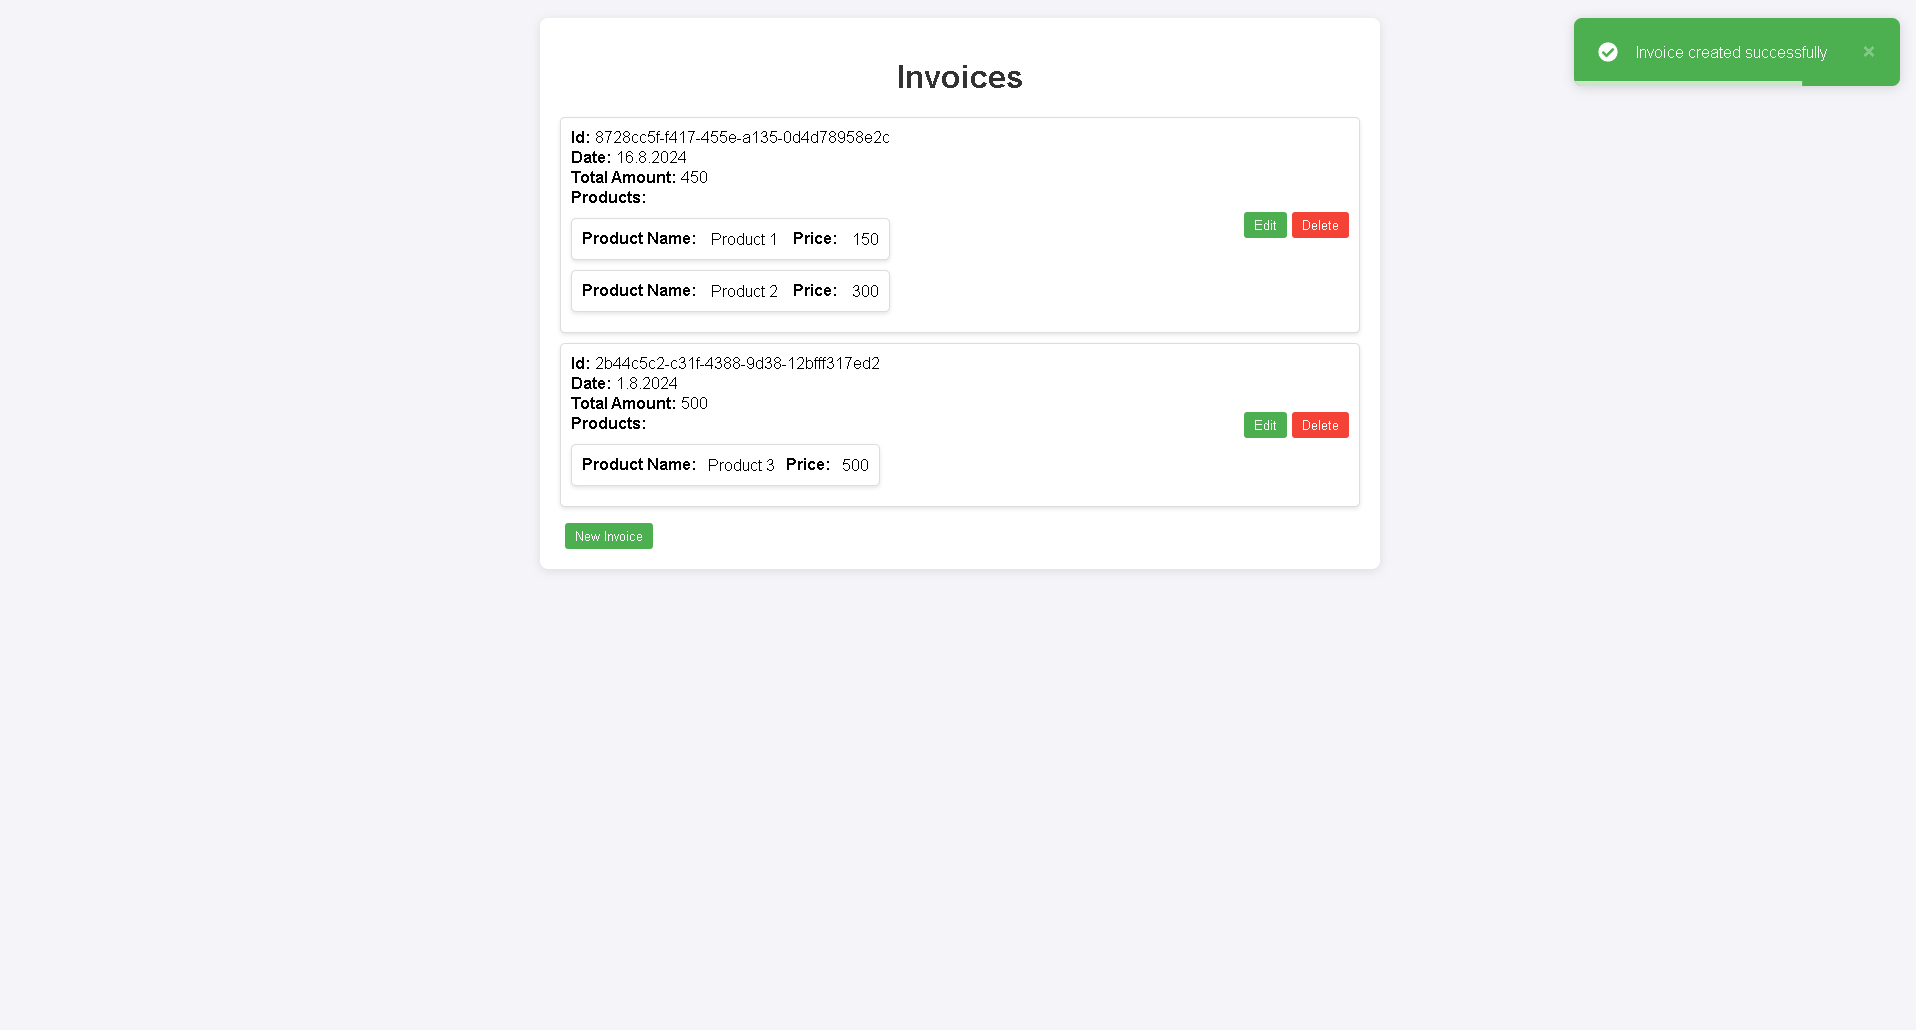 Invoice created successfully ×
Invoices
Id: 8728cc5f-f417-455e-a135-0d4d78958e2c
Date: 16.8.2024
Total Amount: 450
Products:
Product Name: Product 1 Price: 150
Product Name: Product 2 Price: 300
Edit Delete
Id: 2b44c5c2-c31f-4388-9d38-12bfff317ed2
Date: 1.8.2024
Total Amount: 500
Products:
Product Name: Product 3 Price: 500
Edit Delete
New Invoice